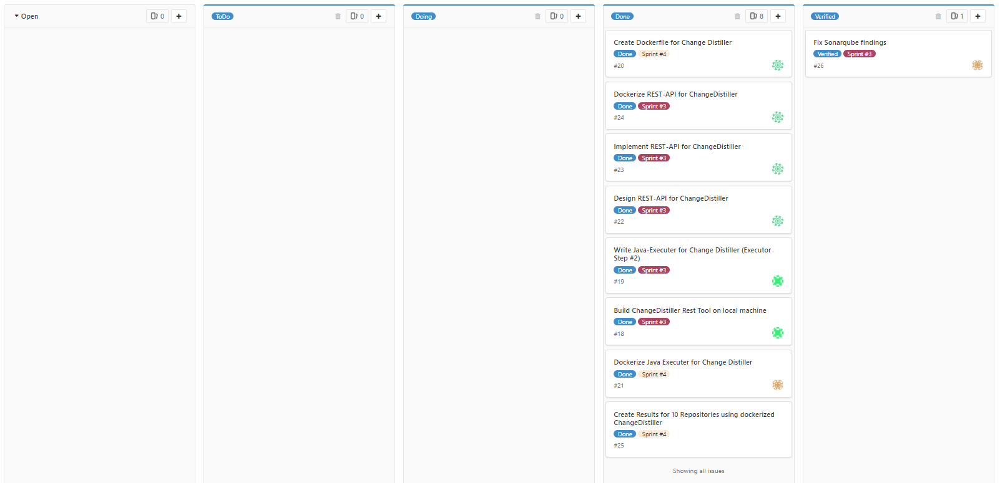 Open
0
ToDo
0
Doing
0
Done
8
Create Dockerfile for Change Distiller
Done Sprint #4
#20
Dockerize REST-API for ChangeDistiller
Done Sprint #3
#24
Implement REST-API for ChangeDistiller
Done Sprint #3
#23
Design REST-API for ChangeDistiller
Done Sprint #3
#22
Write Java-Executer for Change Distiller (Executor
Step #2)
Done Sprint #3
#19
Build ChangeDistiller Rest Tool on local machine
Done Sprint #3
#18
Dockerize Java Executer for Change Distiller
Done Sprint #4
#21
Create Results for 10 Repositories using dockerized
ChangeDistiller
Done Sprint #4
#25
Showing all issues
Verified
1
Fix Sonarqube findings
Verified Sprint #3
#26